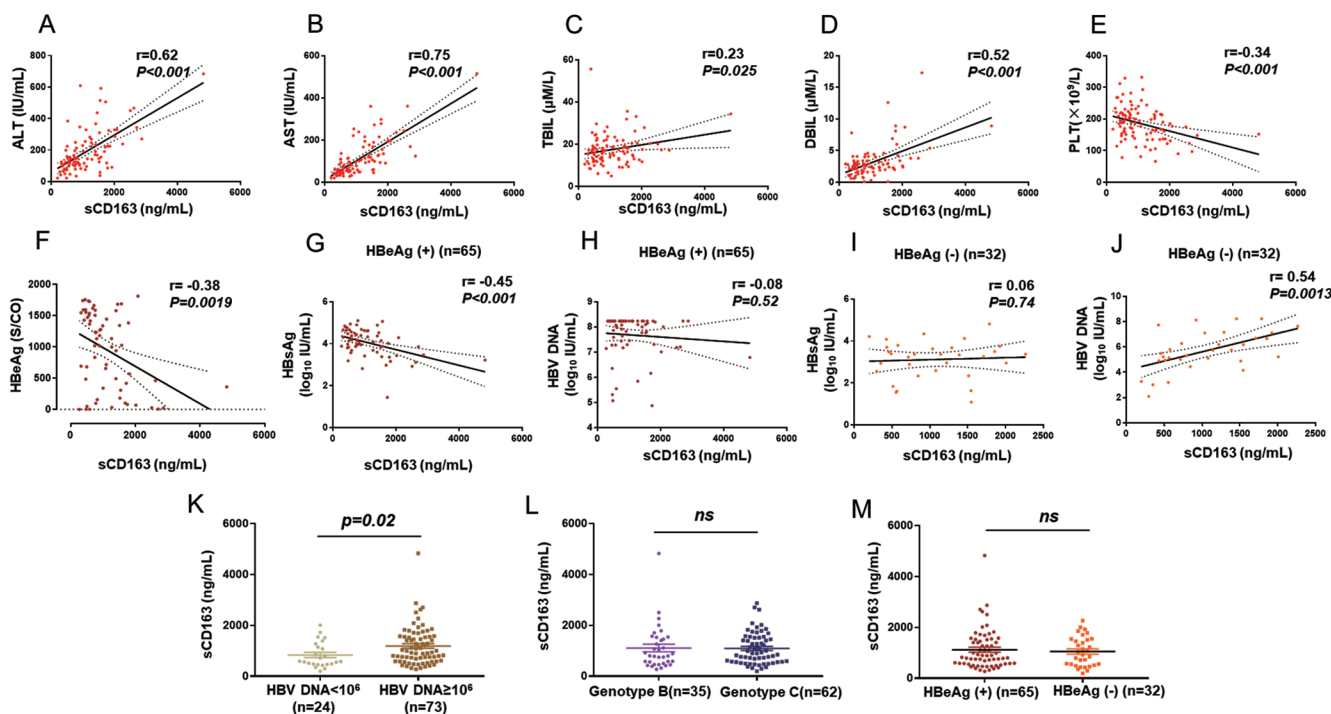 A
r=0.62
P<0.001
ALT (IU/mL)
800
600
400
200
0
0 2000 4000 6000
sCD163 (ng/mL)
B
r=0.75
P<0.001
AST (IU/mL)
600
400
200
0
0 2000 4000 6000
sCD163 (ng/mL)
C
r=0.23
P=0.025
TBIL (μM/L)
60
40
20
0
0 2000 4000 6000
sCD163 (ng/mL)
D
r=0.52
P<0.001
DBIL (μM/L)
20
15
10
5
0
0 2000 4000 6000
sCD163 (ng/mL)
E
r=-0.34
P<0.001
PLT(×10⁹/L)
400
300
200
100
0
0 2000 4000 6000
sCD163 (ng/mL)
F
r= -0.38
P=0.0019
HBeAg (S/CO)
2000
1500
1000
500
0
0 2000 4000 6000
sCD163 (ng/mL)
G
HBeAg (+) (n=65)
r= -0.45
P<0.001
HBsAg
(log₁₀ IU/mL)
6
4
2
0
0 2000 4000 6000
sCD163 (ng/mL)
H
HBeAg (+) (n=65)
r= -0.08
P=0.52
HBV DNA
(log₁₀ IU/mL)
9
8
7
6
5
4
0 2000 4000 6000
sCD163 (ng/mL)
I
HBeAg (-) (n=32)
r= 0.06
P=0.74
HBsAg
(log₁₀ IU/mL)
6
4
2
0
0 500 1000 1500 2000 2500
sCD163 (ng/mL)
J
HBeAg (-) (n=32)
r= 0.54
P=0.0013
HBV DNA
(log₁₀ IU/mL)
10
8
6
4
2
0
0 500 1000 1500 2000 2500
sCD163 (ng/mL)
K
p=0.02
sCD163 (ng/mL)
6000
4000
2000
0
HBV DNA<10⁶ HBV DNA≥10⁶
(n=24) (n=73)
L
ns
sCD163 (ng/mL)
6000
4000
2000
0
Genotype B(n=35) Genotype C(n=62)
M
ns
sCD163 (ng/mL)
6000
4000
2000
0
HBeAg (+) (n=65) HBeAg (-) (n=32)